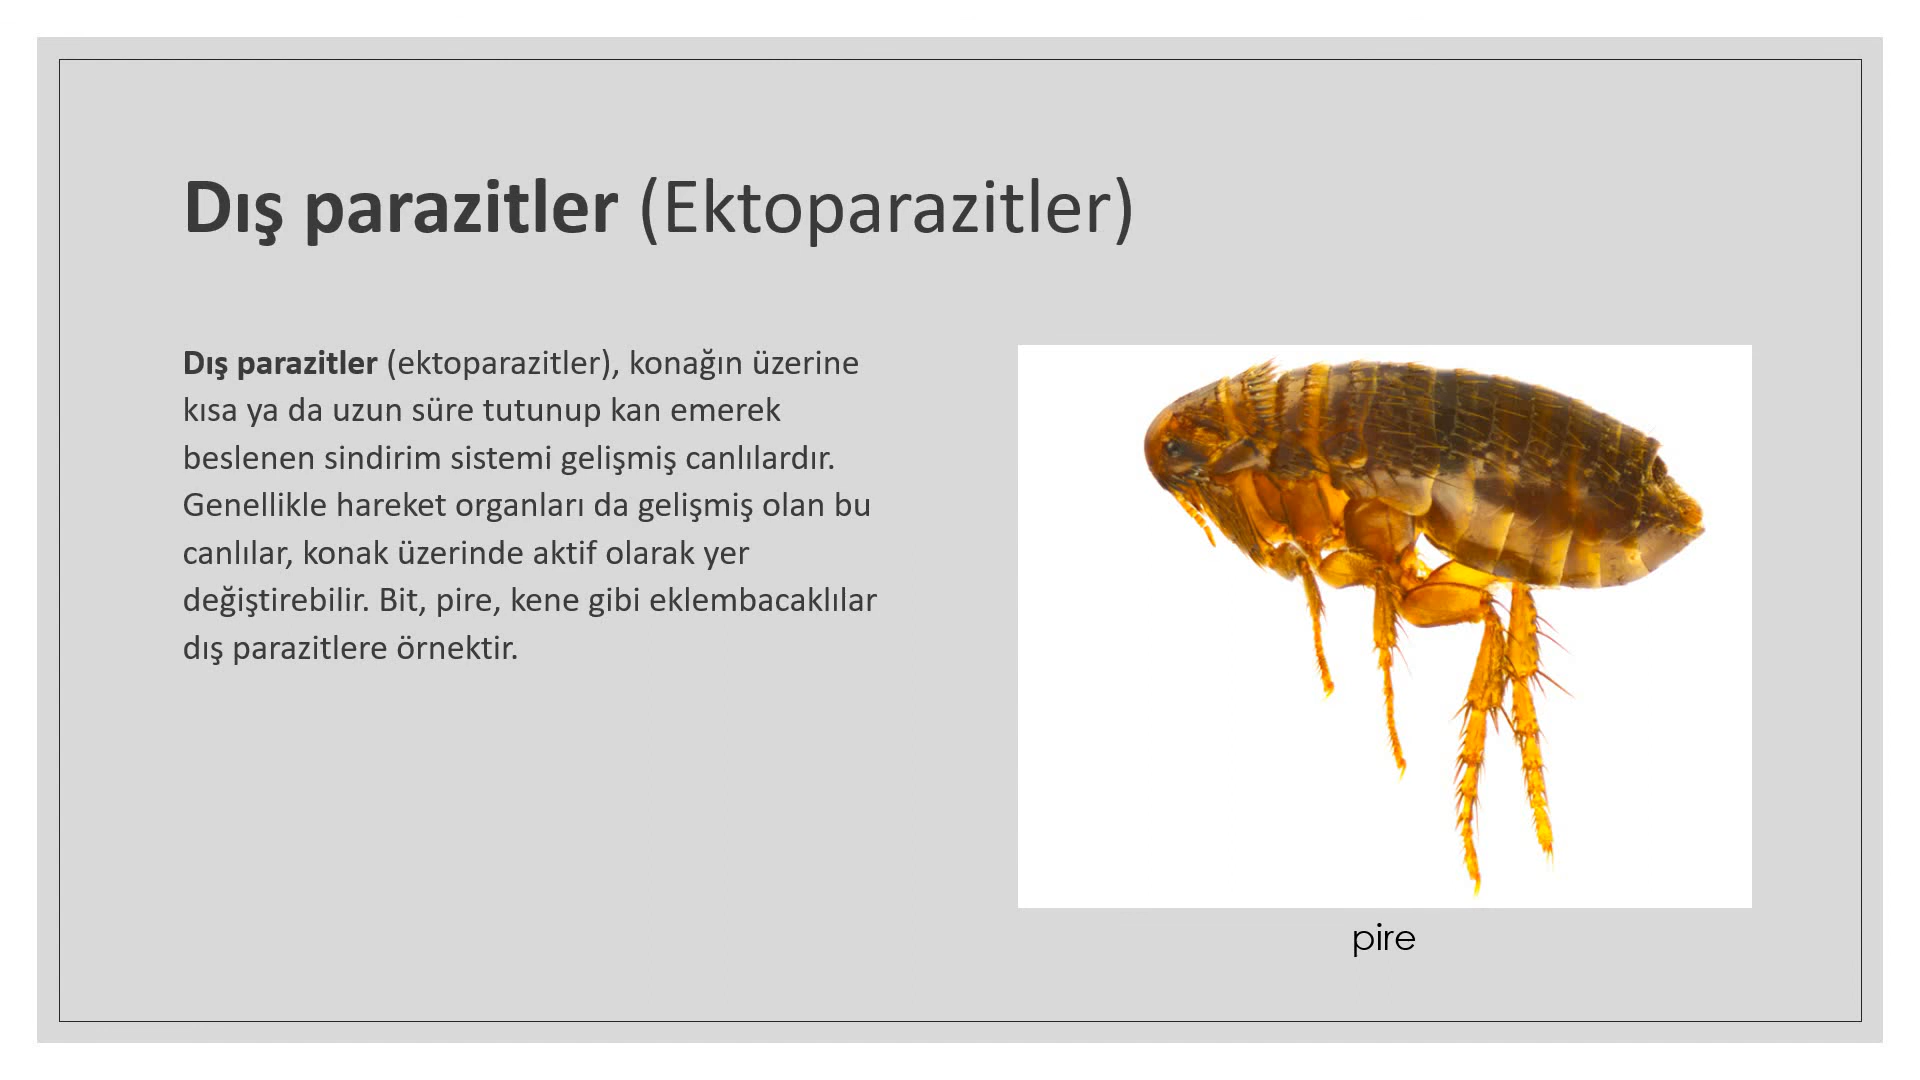 Dış parazitler (Ektoparazitler)
Dış parazitler (ektoparazitler), konağın üzerine
kısa ya da uzun süre tutunup kan emerek
beslenen sindirim sistemi gelişmiş canlılardır.
Genellikle hareket organları da gelişmiş olan bu
canlılar, konak üzerinde aktif olarak yer
değiştirebilir. Bit, pire, kene gibi eklembacaklılar
dış parazitlere örnektir.
pire